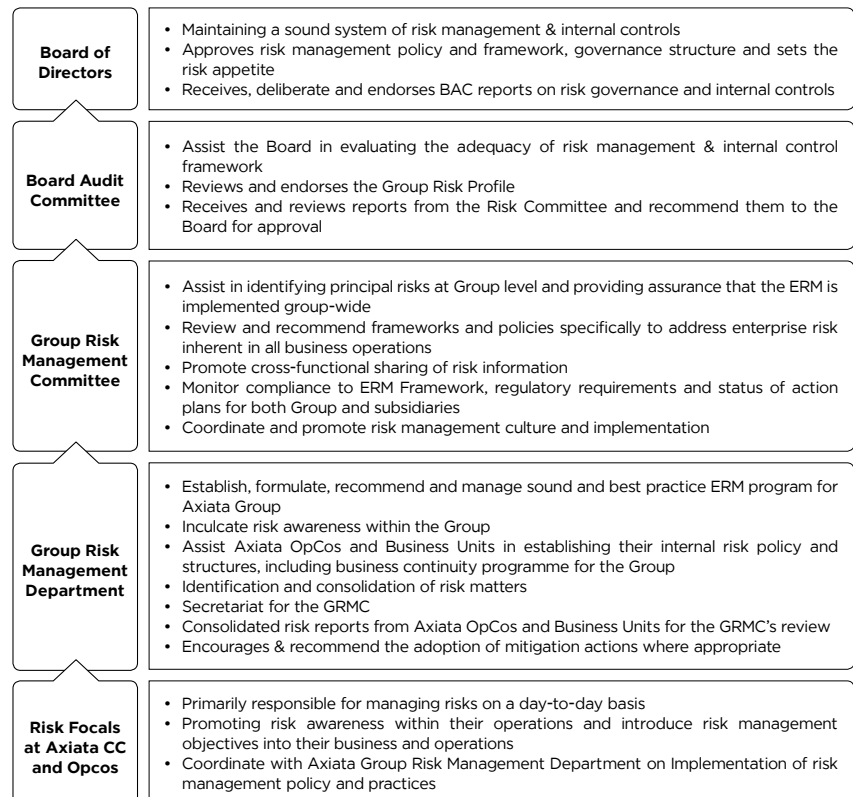 Board of
Directors
• Maintaining a sound system of risk management & internal controls
• Approves risk management policy and framework, governance structure and sets the
risk appetite
• Receives, deliberate and endorses BAC reports on risk governance and internal controls
Board Audit
Committee
• Assist the Board in evaluating the adequacy of risk management & internal control
framework
• Reviews and endorses the Group Risk Profile
• Receives and reviews reports from the Risk Committee and recommend them to the
Board for approval
Group Risk
Management
Committee
• Assist in identifying principal risks at Group level and providing assurance that the ERM is
implemented group-wide
• Review and recommend frameworks and policies specifically to address enterprise risk
inherent in all business operations
• Promote cross-functional sharing of risk information
• Monitor compliance to ERM Framework, regulatory requirements and status of action
plans for both Group and subsidiaries
• Coordinate and promote risk management culture and implementation
Group Risk
Management
Department
• Establish, formulate, recommend and manage sound and best practice ERM program for
Axiata Group
• Inculcate risk awareness within the Group
• Assist Axiata OpCos and Business Units in establishing their internal risk policy and
structures, including business continuity programme for the Group
• Identification and consolidation of risk matters
• Secretariat for the GRMC
• Consolidated risk reports from Axiata OpCos and Business Units for the GRMC's review
• Encourages & recommend the adoption of mitigation actions where appropriate
Risk Focals
at Axiata CC
and Opcos
• Primarily responsible for managing risks on a day-to-day basis
• Promoting risk awareness within their operations and introduce risk management
objectives into their business and operations
• Coordinate with Axiata Group Risk Management Department on Implementation of risk
management policy and practices